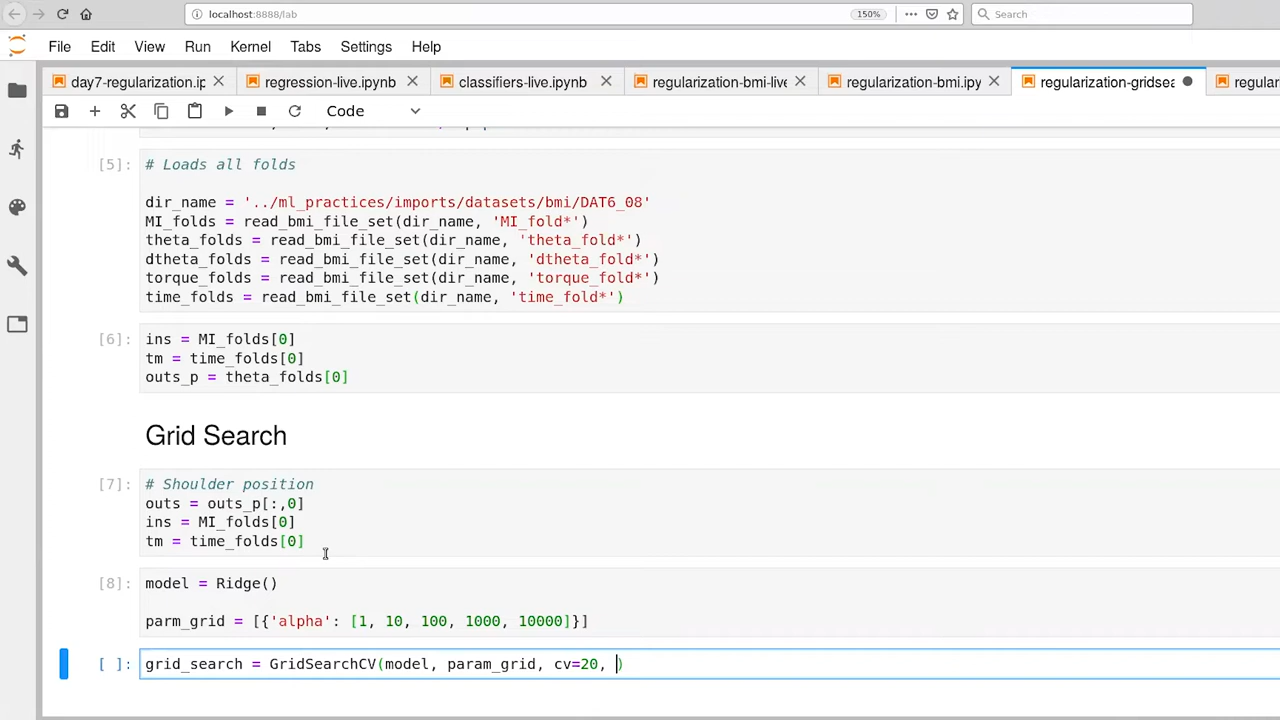 localhost:8888/lab
150%
Search
File Edit View Run Kernel Tabs Settings Help
day7-regularization.ip
regression-live.ipynb
classifiers-live.ipynb
regularization-bmi-live
regularization-bmi.ipy
regularization-gridsea
regular
Code
[5]: # Loads all folds
dir_name = '../ml_practices/imports/datasets/bmi/DAT6_08'
MI_folds = read_bmi_file_set(dir_name, 'MI_fold*')
theta_folds = read_bmi_file_set(dir_name, 'theta_fold*')
dtheta_folds = read_bmi_file_set(dir_name, 'dtheta_fold*')
torque_folds = read_bmi_file_set(dir_name, 'torque_fold*')
time_folds = read_bmi_file_set(dir_name, 'time_fold*')
[6]: ins = MI_folds[0]
tm = time_folds[0]
outs_p = theta_folds[0]
Grid Search
[7]: # Shoulder position
outs = outs_p[:,0]
ins = MI_folds[0]
tm = time_folds[0]
[8]: model = Ridge()
parm_grid = [{'alpha': [1, 10, 100, 1000, 10000]}]
[ ]: grid_search = GridSearchCV(model, param_grid, cv=20, )